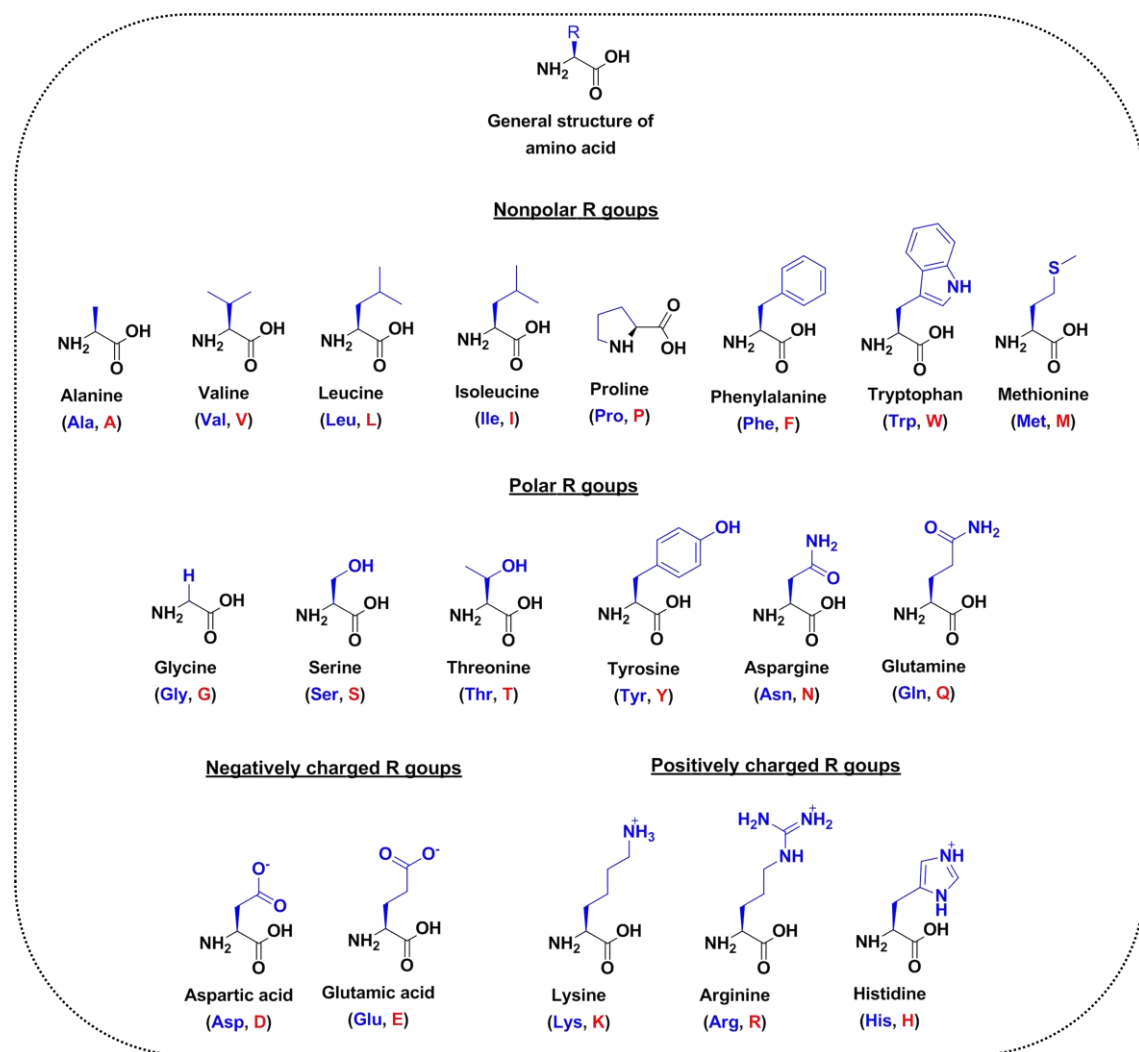 R
NH2 OH
O
General structure of
amino acid
Nonpolar R goups
NH2 OH
O
Alanine
(Ala, A)
NH2 OH
O
Valine
(Val, V)
NH2 OH
O
Leucine
(Leu, L)
NH2 OH
O
Isoleucine
(Ile, I)
O
NH OH
Proline
(Pro, P)
NH2 OH
O
Phenylalanine
(Phe, F)
NH
NH2 OH
O
Tryptophan
(Trp, W)
S
NH2 OH
O
Methionine
(Met, M)
Polar R goups
H
NH2 OH
O
Glycine
(Gly, G)
OH
NH2 OH
O
Serine
(Ser, S)
OH
NH2 OH
O
Threonine
(Thr, T)
OH
NH2 OH
O
Tyrosine
(Tyr, Y)
NH2
O
NH2 OH
O
Aspargine
(Asn, N)
O NH2
NH2 OH
O
Glutamine
(Gln, Q)
Negatively charged R goups
O-
O
NH2 OH
O
Aspartic acid
(Asp, D)
O O-
NH2 OH
O
Glutamic acid
(Glu, E)
Positively charged R goups
+
NH3
NH2 OH
O
Lysine
(Lys, K)
+
H2N NH2
NH
NH2 OH
O
Arginine
(Arg, R)
+
NH
N
H
NH2 OH
O
Histidine
(His, H)